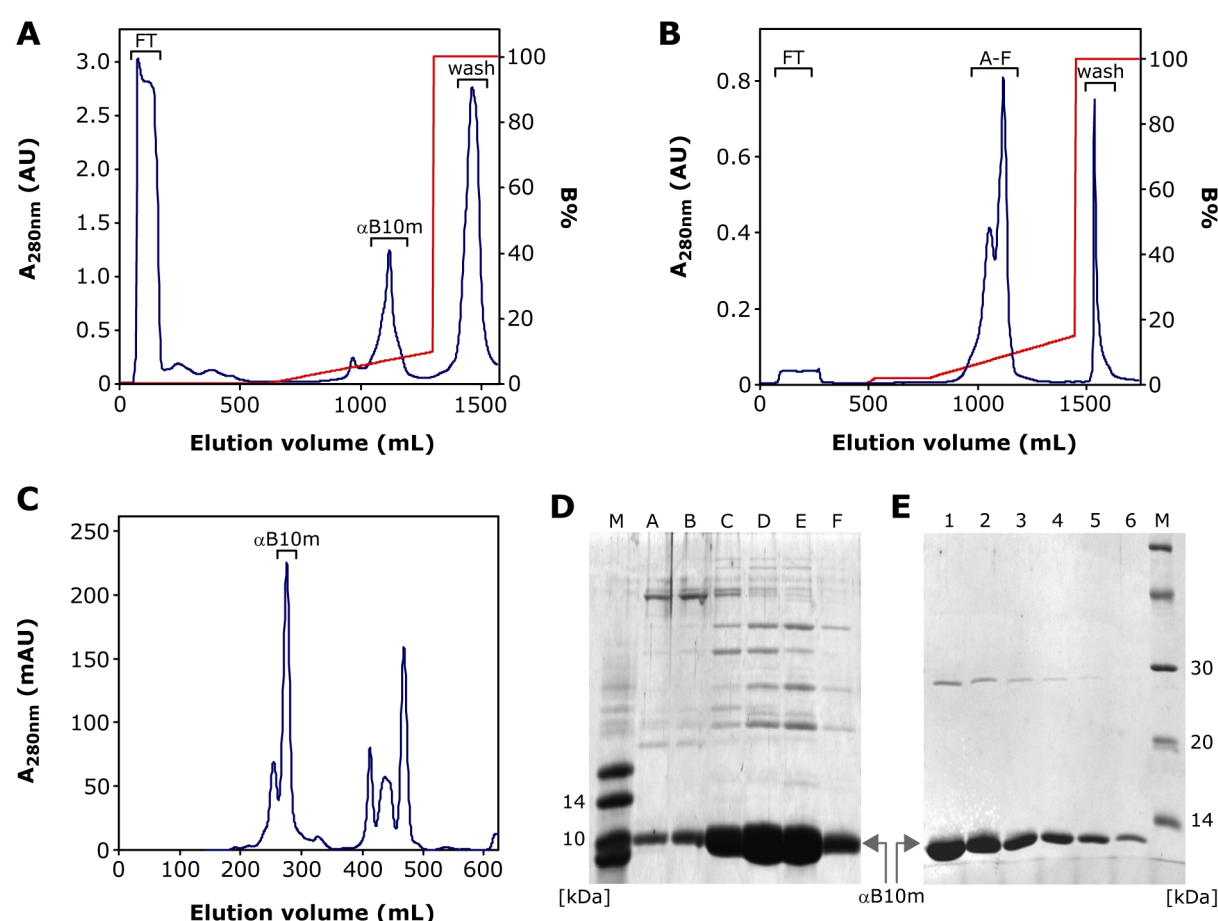 A
FT
αB10m
wash
3.0
2.5
2.0
1.5
1.0
0.5
0
A280nm (AU)
100
80
60
40
20
0
B%
0
500
1000
1500
Elution volume (mL)
B
FT
A-F
wash
0.8
0.6
0.4
0.2
0
A280nm (AU)
100
80
60
40
20
0
B%
0
500
1000
1500
Elution volume (mL)
C
αB10m
250
200
150
100
50
0
A280nm (mAU)
0
100
200
300
400
500
600
Elution volume (mL)
D
M A B C D E F
14
10
[kDa]
αB10m
E
1 2 3 4 5 6 M
30
20
14
[kDa]